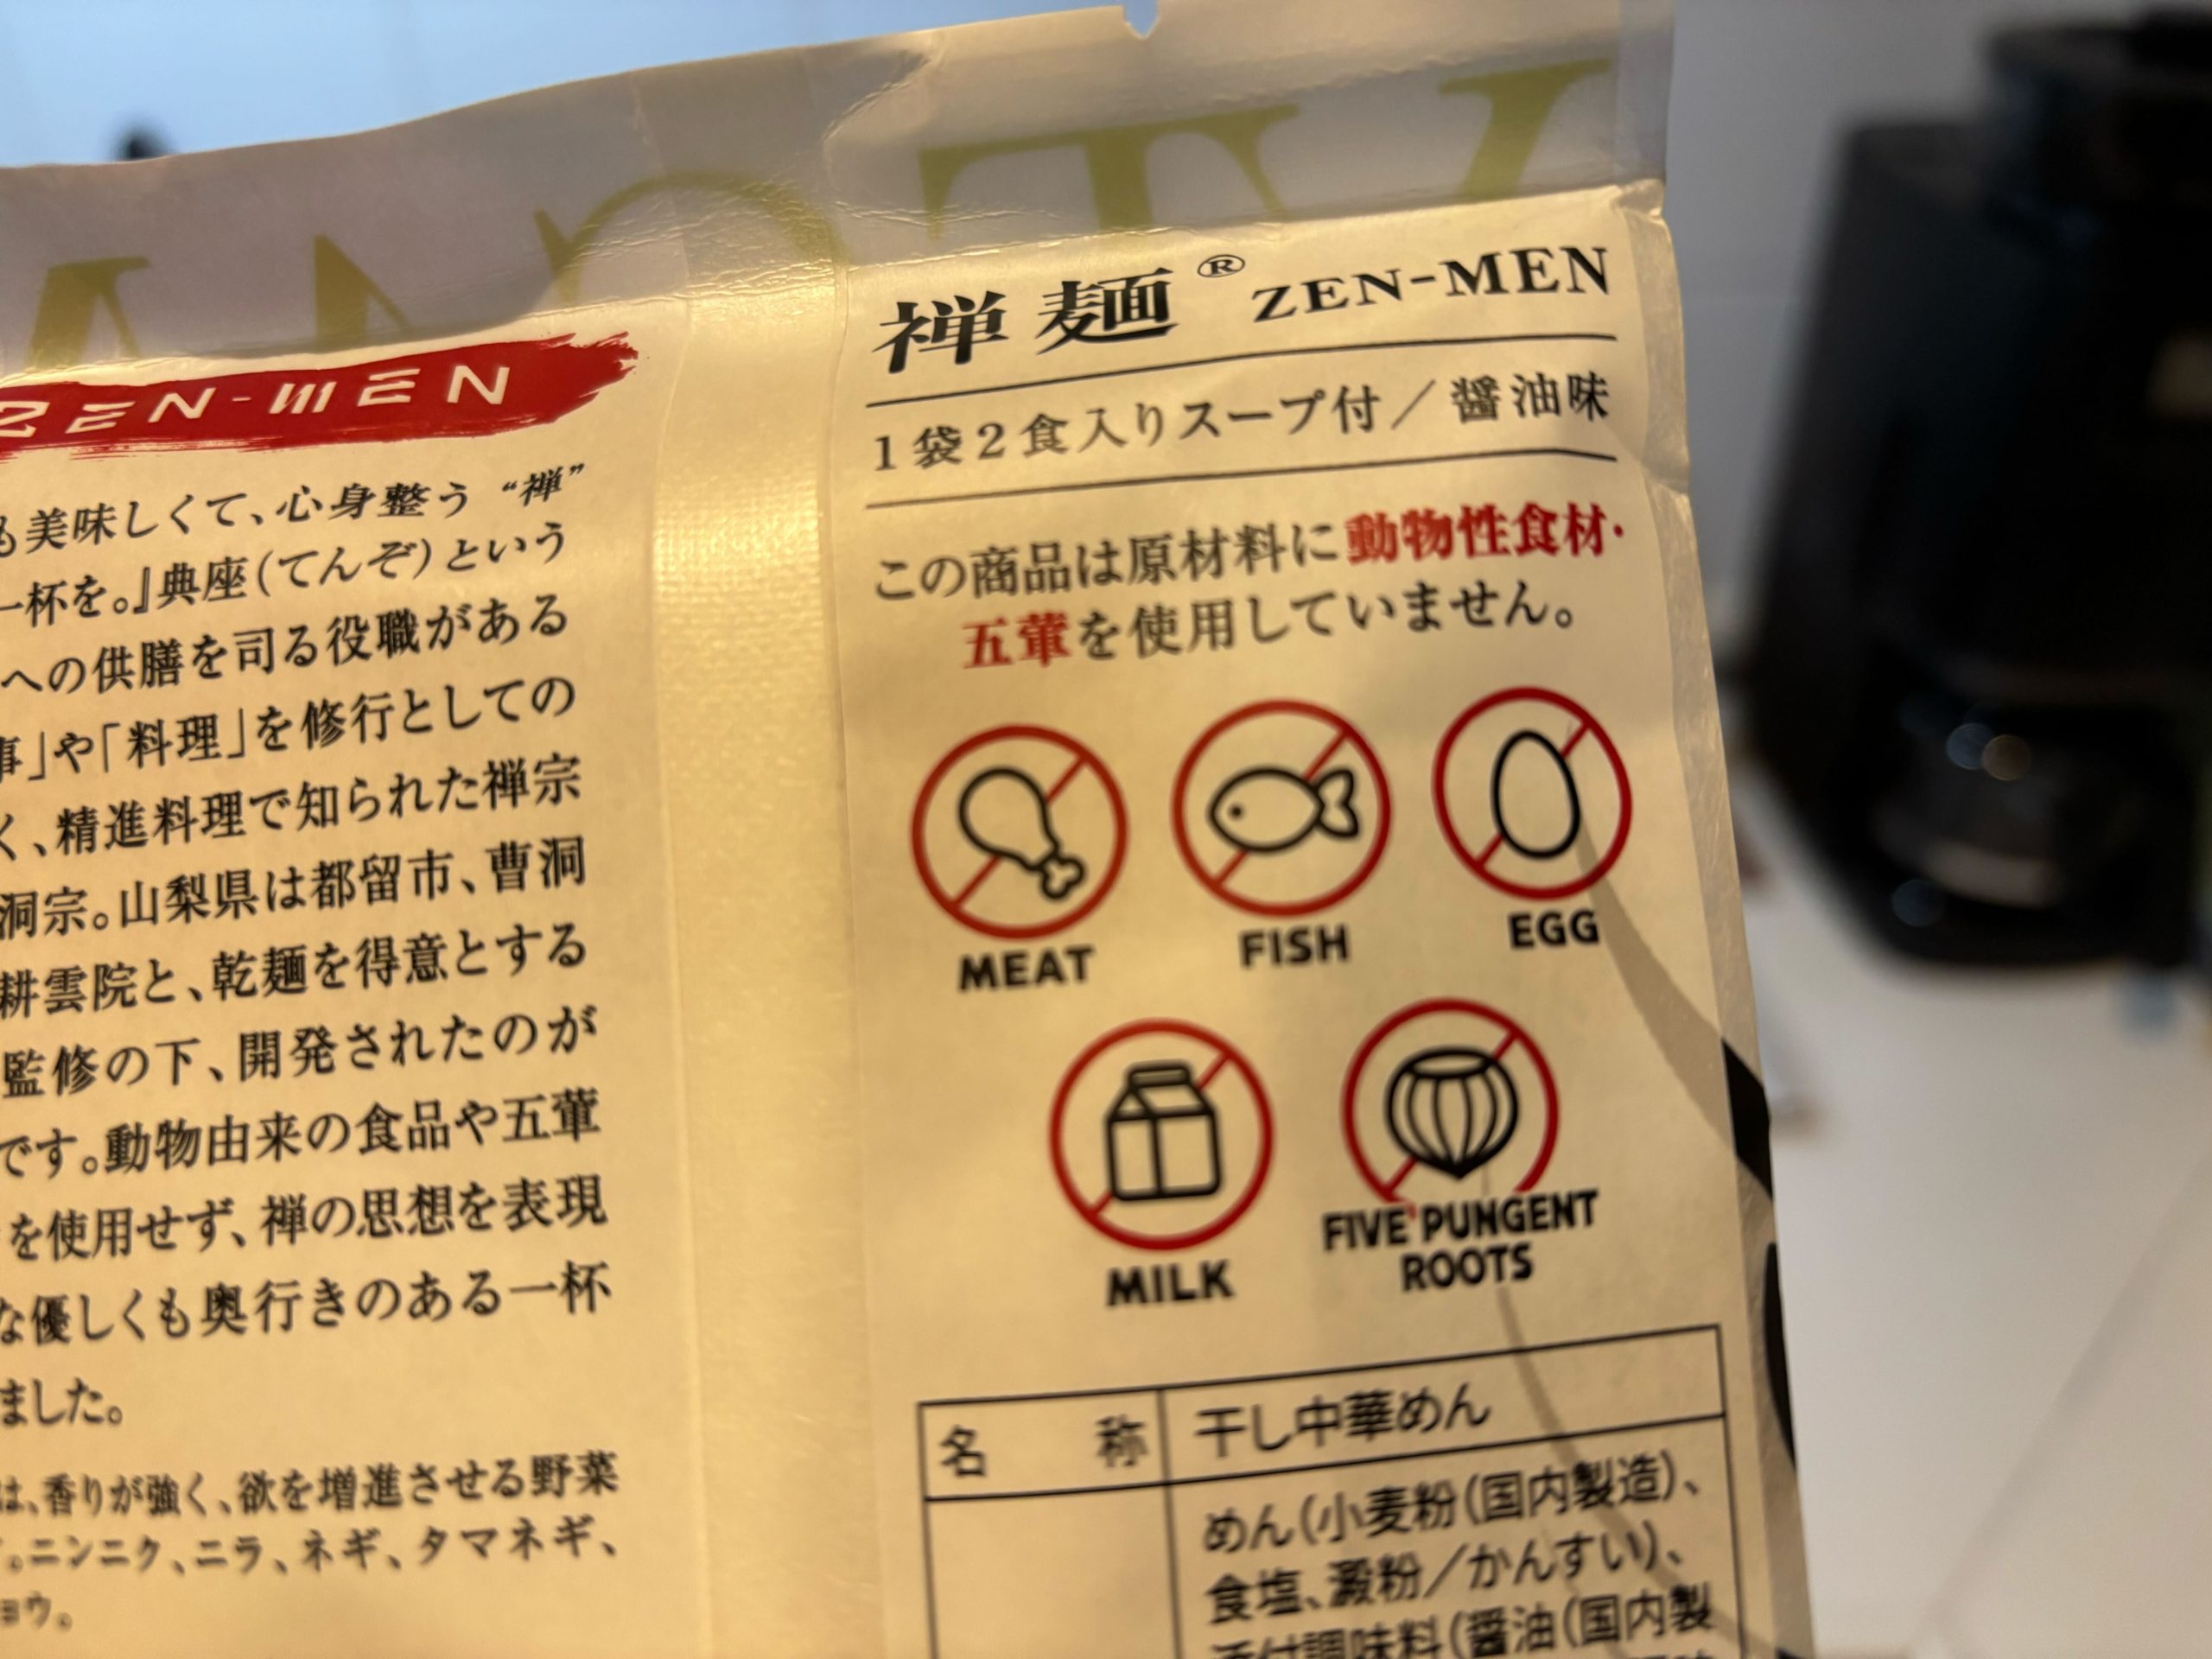 ZEN-MEN
も美味しくて、心身整う “禅”
一杯を。』典座(てんぞ)という
への供膳を司る役職がある
事」や「料理」を修行としての
く、精進料理で知られた禅宗
洞宗。山梨県は都留市、曹洞
耕雲院と、乾麺を得意とする
監修の下、開発されたのが
です。動物由来の食品や五葷
を使用せず、禅の思想を表現
な優しくも奥行きのある一杯
ました。
は、香りが強く、欲を増進させる野菜
。ニンニク、ニラ、ネギ、タマネギ、
ョウ。
禅麺® ZEN-MEN
1袋2食入りスープ付／醤油味
この商品は原材料に動物性食材・
五葷を使用していません。
MEAT
FISH
EGG
MILK
FIVE PUNGENT
ROOTS
名 称 干し中華めん
めん(小麦粉(国内製造)、
食塩、澱粉／かんすい)、
添付調味料(醤油(国内製